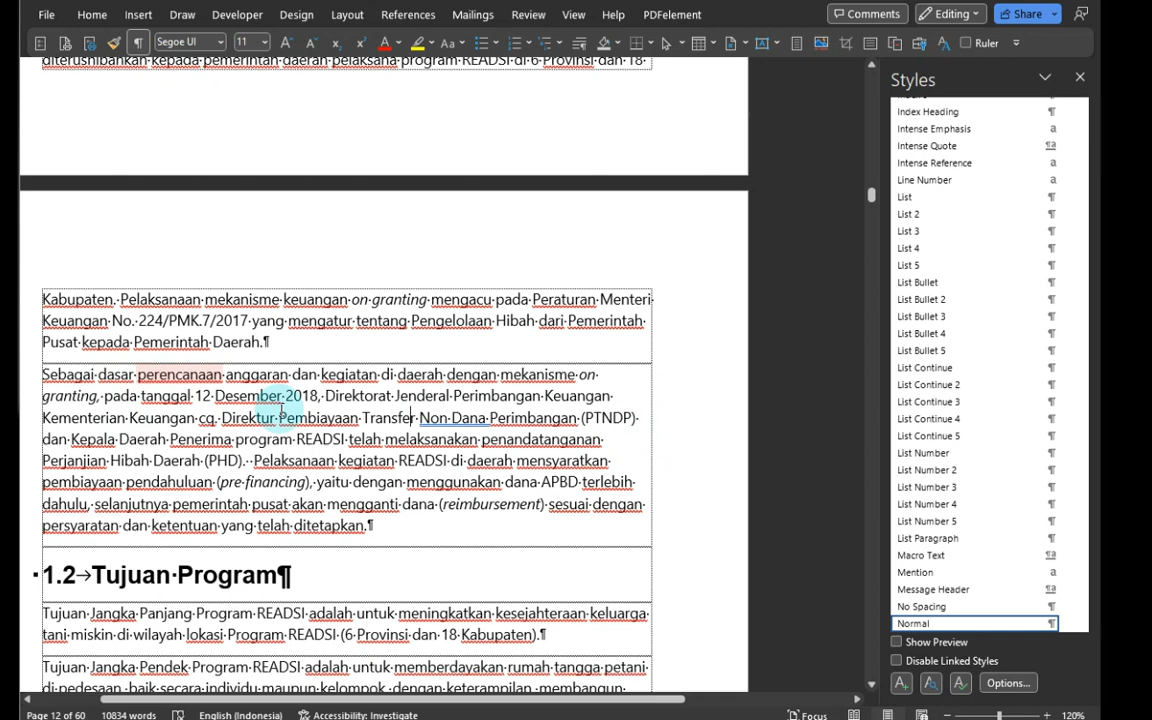 File Home Insert Draw Developer Design Layout References Mailings Review View Help PDFelement Comments Editing Share
Segoe UI 11 Aa Ruler
diterushibahkan kepada pemerintah daerah pelaksana program READSI di 6 Provinsi dan 18
Kabupaten. Pelaksanaan mekanisme keuangan on granting mengacu pada Peraturan Menteri
Keuangan No. 224/PMK.7/2017 yang mengatur tentang Pengelolaan Hibah dari Pemerintah
Pusat kepada Pemerintah Daerah.¶
Sebagai dasar perencanaan anggaran dan kegiatan di daerah dengan mekanisme on
granting, pada tanggal 12 Desember 2018, Direktorat Jenderal Perimbangan Keuangan
Kementerian Keuangan cq. Direktur Pembiayaan Transfer Non Dana Perimbangan (PTNDP)
dan Kepala Daerah Penerima program READSI telah melaksanakan penandatanganan
Perjanjian Hibah Daerah (PHD). Pelaksanaan kegiatan READSI di daerah mensyaratkan
pembiayaan pendahuluan (pre financing), yaitu dengan menggunakan dana APBD terlebih
dahulu, selanjutnya pemerintah pusat akan mengganti dana (reimbursement) sesuai dengan
persyaratan dan ketentuan yang telah ditetapkan.¶
1.2→Tujuan Program¶
Tujuan Jangka Panjang Program READSI adalah untuk meningkatkan kesejahteraan keluarga
tani miskin di wilayah lokasi Program READSI (6 Provinsi dan 18 Kabupaten).¶
Tujuan Jangka Pendek Program READSI adalah untuk memberdayakan rumah tangga petani
di pedesaan, baik secara individu maupun kelompok, dengan keterampilan, membangun
Styles
Index Heading
Intense Emphasis
Intense Quote
Intense Reference
Line Number
List
List 2
List 3
List 4
List 5
List Bullet
List Bullet 2
List Bullet 3
List Bullet 4
List Bullet 5
List Continue
List Continue 2
List Continue 3
List Continue 4
List Continue 5
List Number
List Number 2
List Number 3
List Number 4
List Number 5
List Paragraph
Macro Text
Mention
Message Header
No Spacing
Normal
Show Preview
Disable Linked Styles
Options...
Page 12 of 60 10834 words English (Indonesia) Accessibility: Investigate Focus 120%